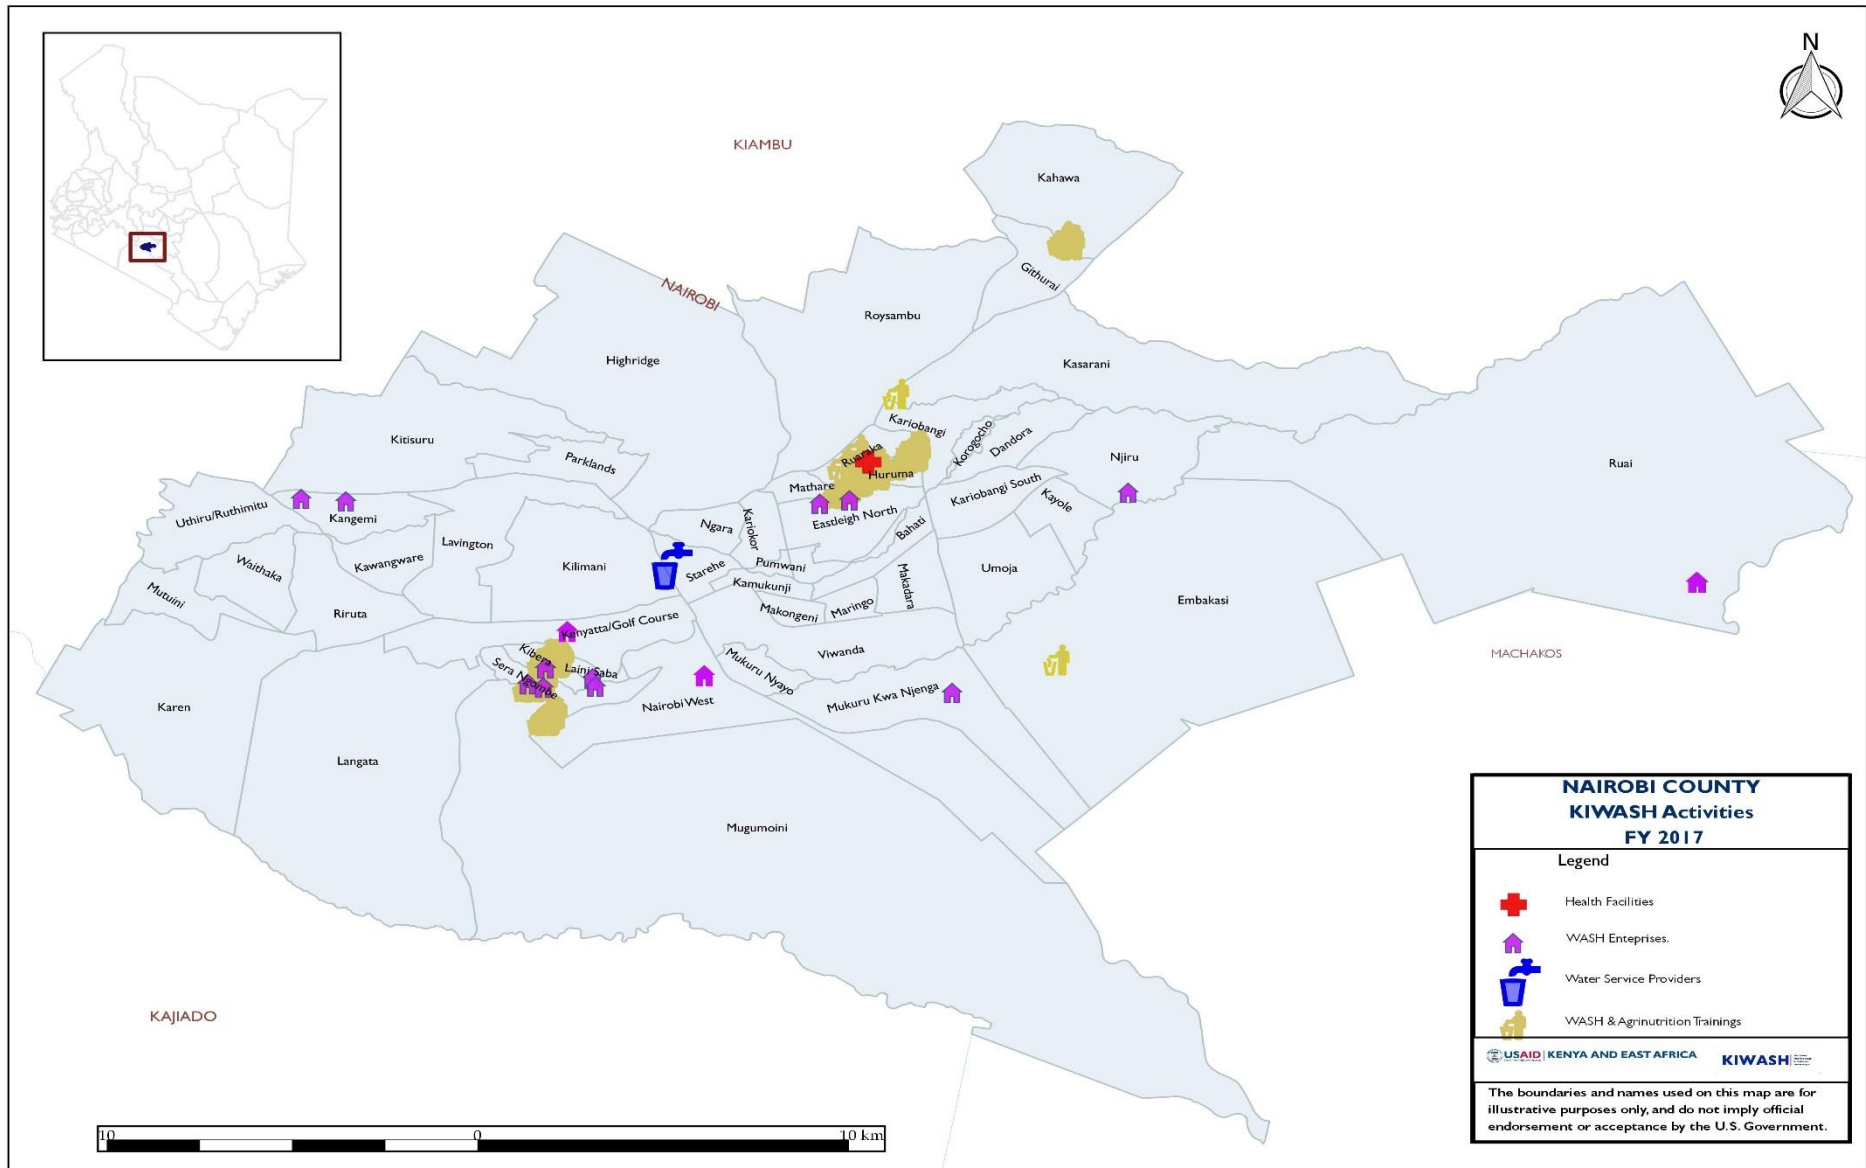 N
KIAMBU
Kahawa
Githurai
NAIROBI
Roysambu
Highridge
Kasarani
Kariobangi
Kitisuru
Korogocho
Dandora
Parklands
Ruaraka
Njiru
Ruai
Huruma
Mathare
Kariobangi South
Kayole
Uthiru/Ruthimitu
Kangemi
Ngara
Kariokor
Eastleigh North
Bahati
Lavington
Kawangware
Waithaka
Kilimani
Starehe
Pumwani
Umoja
Kamukunji
Makadara
Mutuini
Riruta
Makongeni
Maringo
Embakasi
Kenyatta/Golf Course
Viwanda
MACHAKOS
Kibera
Laini Saba
Sera Ngombe
Mukuru Nyayo
Mukuru Kwa Njenga
Nairobi West
Karen
Langata
Mugumoini
KAJIADO
10
0
10 km
NAIROBI COUNTY
KIWASH Activities
FY 2017
Legend
Health Facilities
WASH Enteprises.
Water Service Providers
WASH & Agrinutrition Trainings
USAID KENYA AND EAST AFRICA
KIWASH
The boundaries and names used on this map are for
illustrative purposes only, and do not imply official
endorsement or acceptance by the U.S. Government.